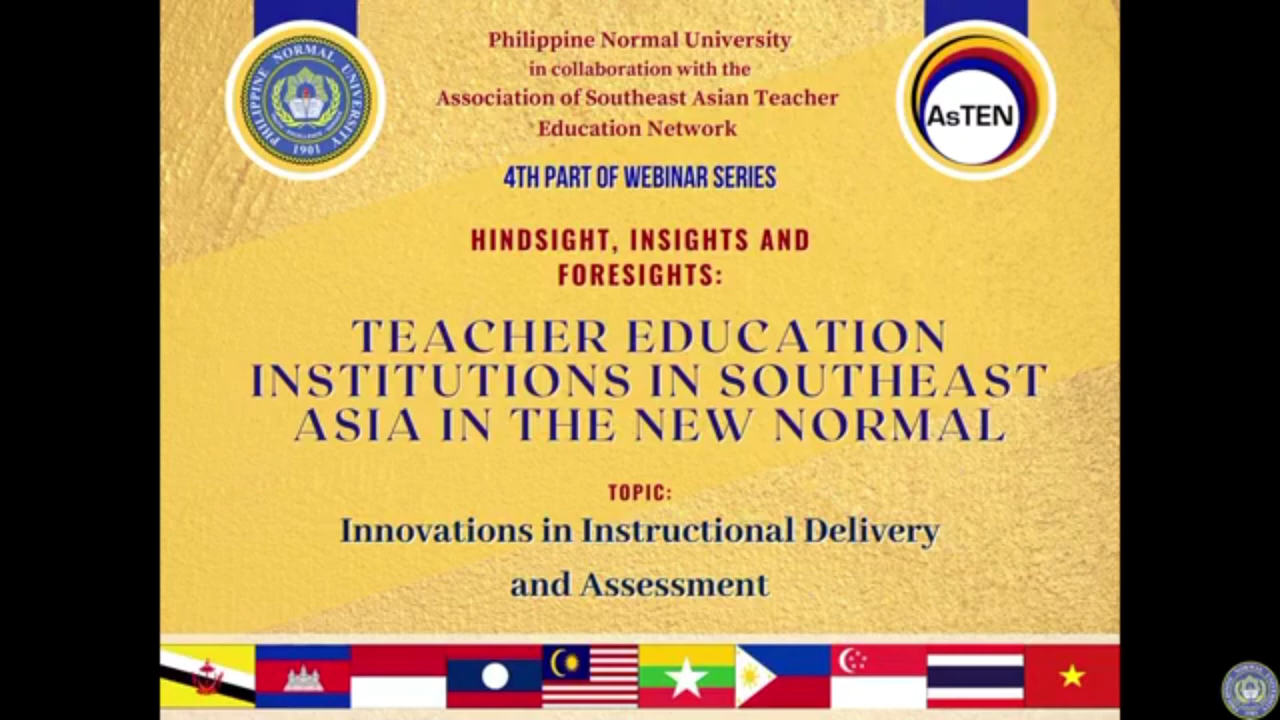 PHILIPPINE NORMAL UNIVERSITY
1901
Philippine Normal University
in collaboration with the
Association of Southeast Asian Teacher
Education Network
AsTEN
4TH PART OF WEBINAR SERIES
HINDSIGHT, INSIGHTS AND
FORESIGHTS:
TEACHER EDUCATION
INSTITUTIONS IN SOUTHEAST
ASIA IN THE NEW NORMAL
TOPIC:
Innovations in Instructional Delivery
and Assessment